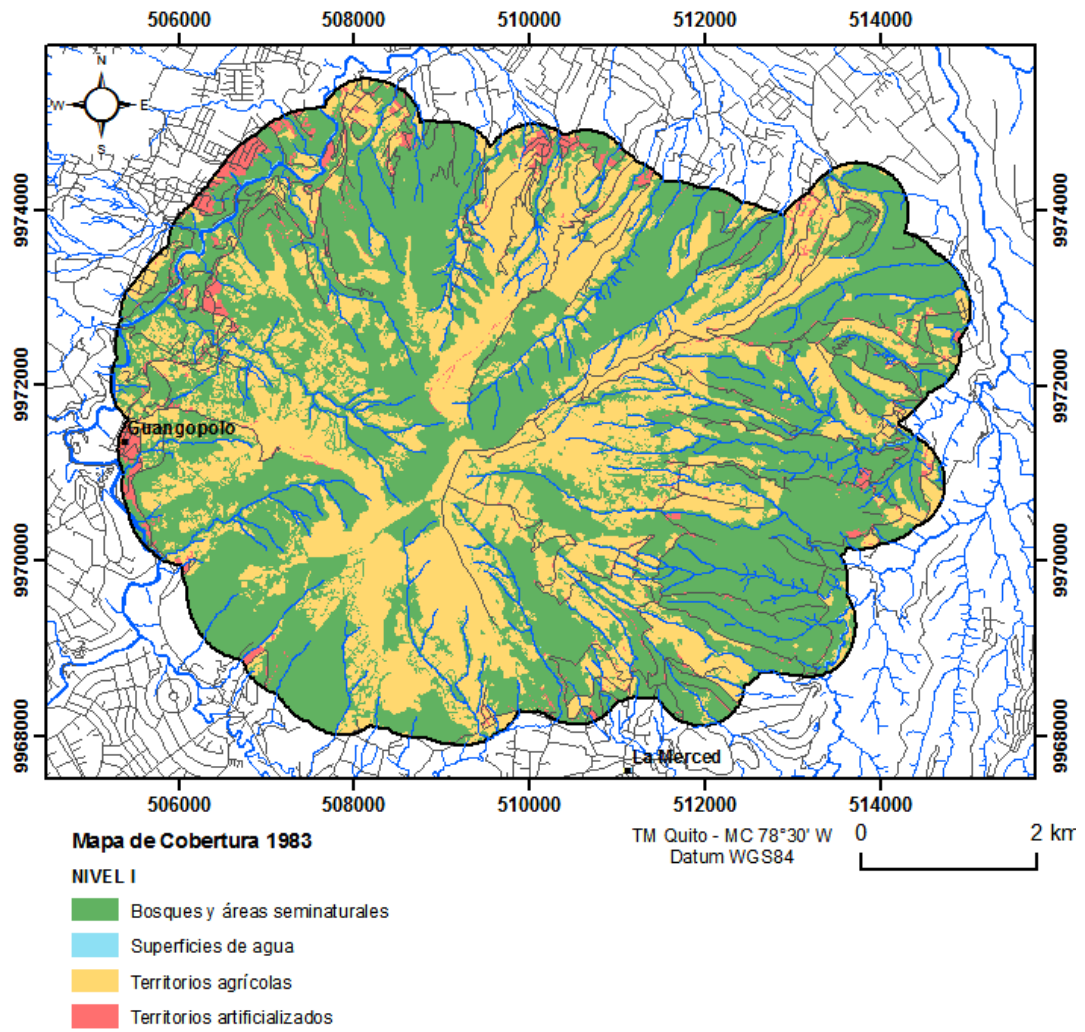 506000 508000 510000 512000 514000
N
W E
S
9974000 9974000
9972000 9972000
Guangopolo
9970000 9970000
9968000 9968000
La Merced
506000 508000 510000 512000 514000
Mapa de Cobertura 1983
TM Quito - MC 78°30' W
Datum WGS84
0 2 km
NIVEL I
Bosques y áreas seminaturales
Superficies de agua
Territorios agrícolas
Territorios artificializados